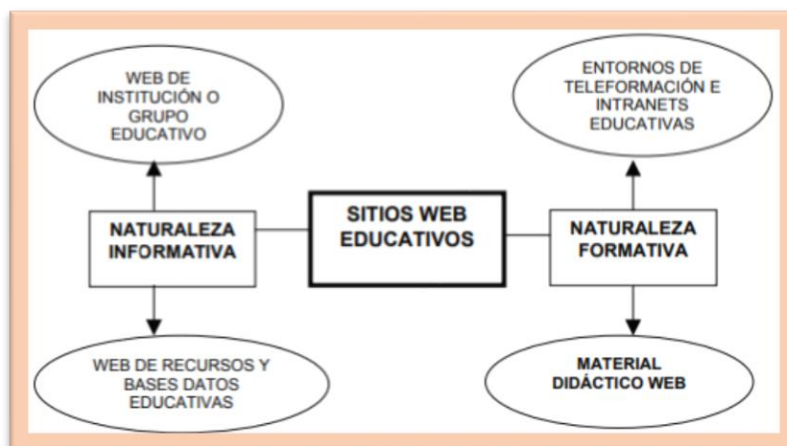 WEB DE
INSTITUCIÓN O
GRUPO
EDUCATIVO
ENTORNOS DE
TELEFORMACIÓN E
INTRANETS
EDUCATIVAS
NATURALEZA
INFORMATIVA
SITIOS WEB
EDUCATIVOS
NATURALEZA
FORMATIVA
WEB DE RECURSOS Y
BASES DATOS
EDUCATIVAS
MATERIAL
DIDÁCTICO WEB